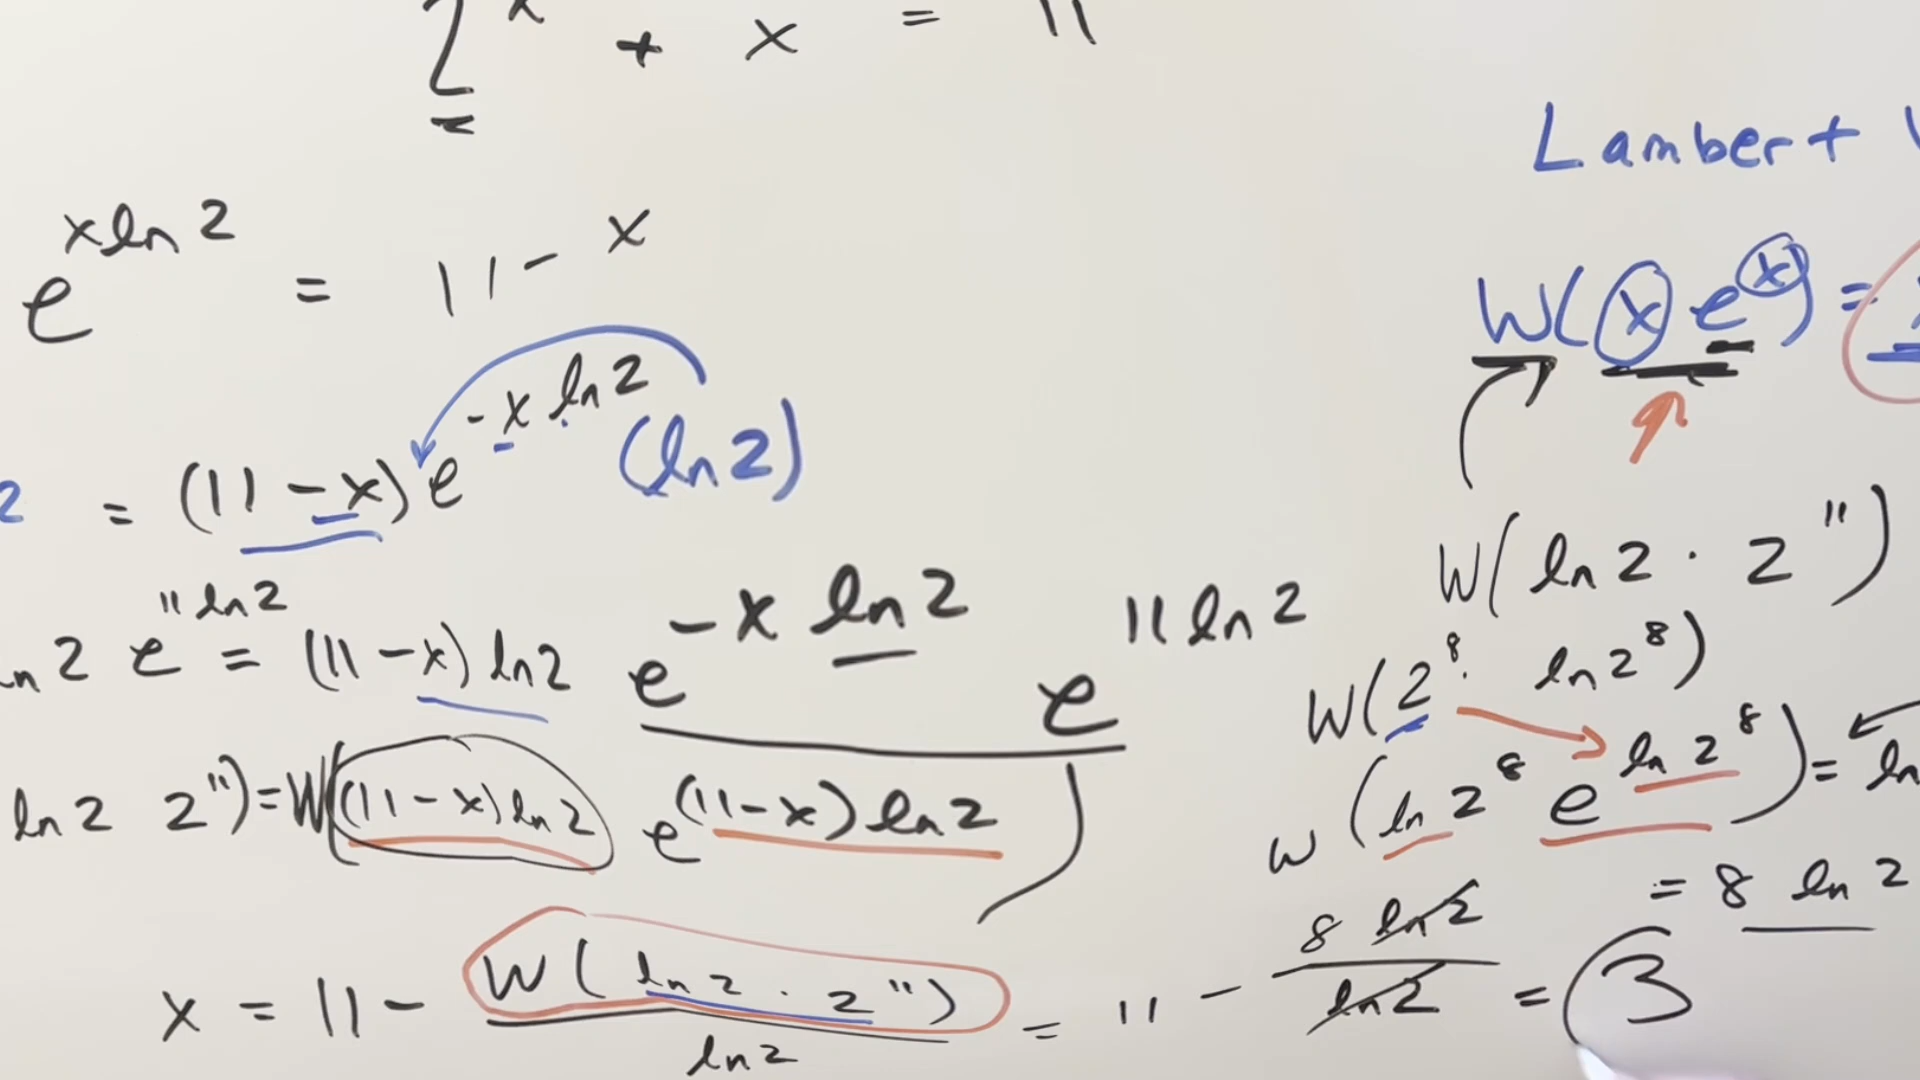 2^x + x = 11
Lambert
e^{x ln 2} = 11 - x
W(x e^x) =
2 = (11 - x) e^{-x ln 2} (ln 2)
W(ln 2 · 2^{11})
ln 2 e^{11 ln 2} = (11 - x) ln 2 e^{-x ln 2} e^{11 ln 2}
W(2^8 · ln 2^8)
ln 2 2^{11}) = W((11 - x) ln 2 e^{(11 - x) ln 2})
W(ln 2^8 e^{ln 2^8}) = ln
= 8 ln 2
x = 11 - \frac{W(ln 2 · 2^{11})}{ln 2} = 11 - \frac{8 ln 2}{ln 2} = 3